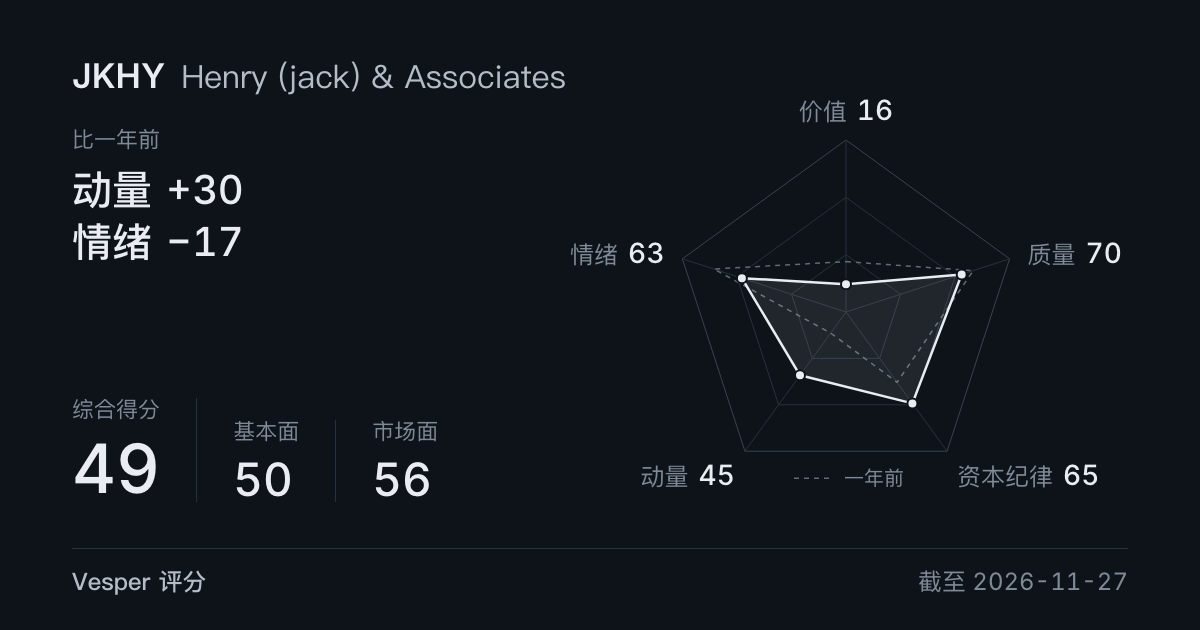 JKHY Henry (jack) & Associates
比一年前
动量 +30
情绪 −17
价值 16
情绪 63
质量 70
动量 45
一年前
资本纪律 65
综合得分
49
基本面
50
市场面
56
Vesper 评分
截至 2026-11-27